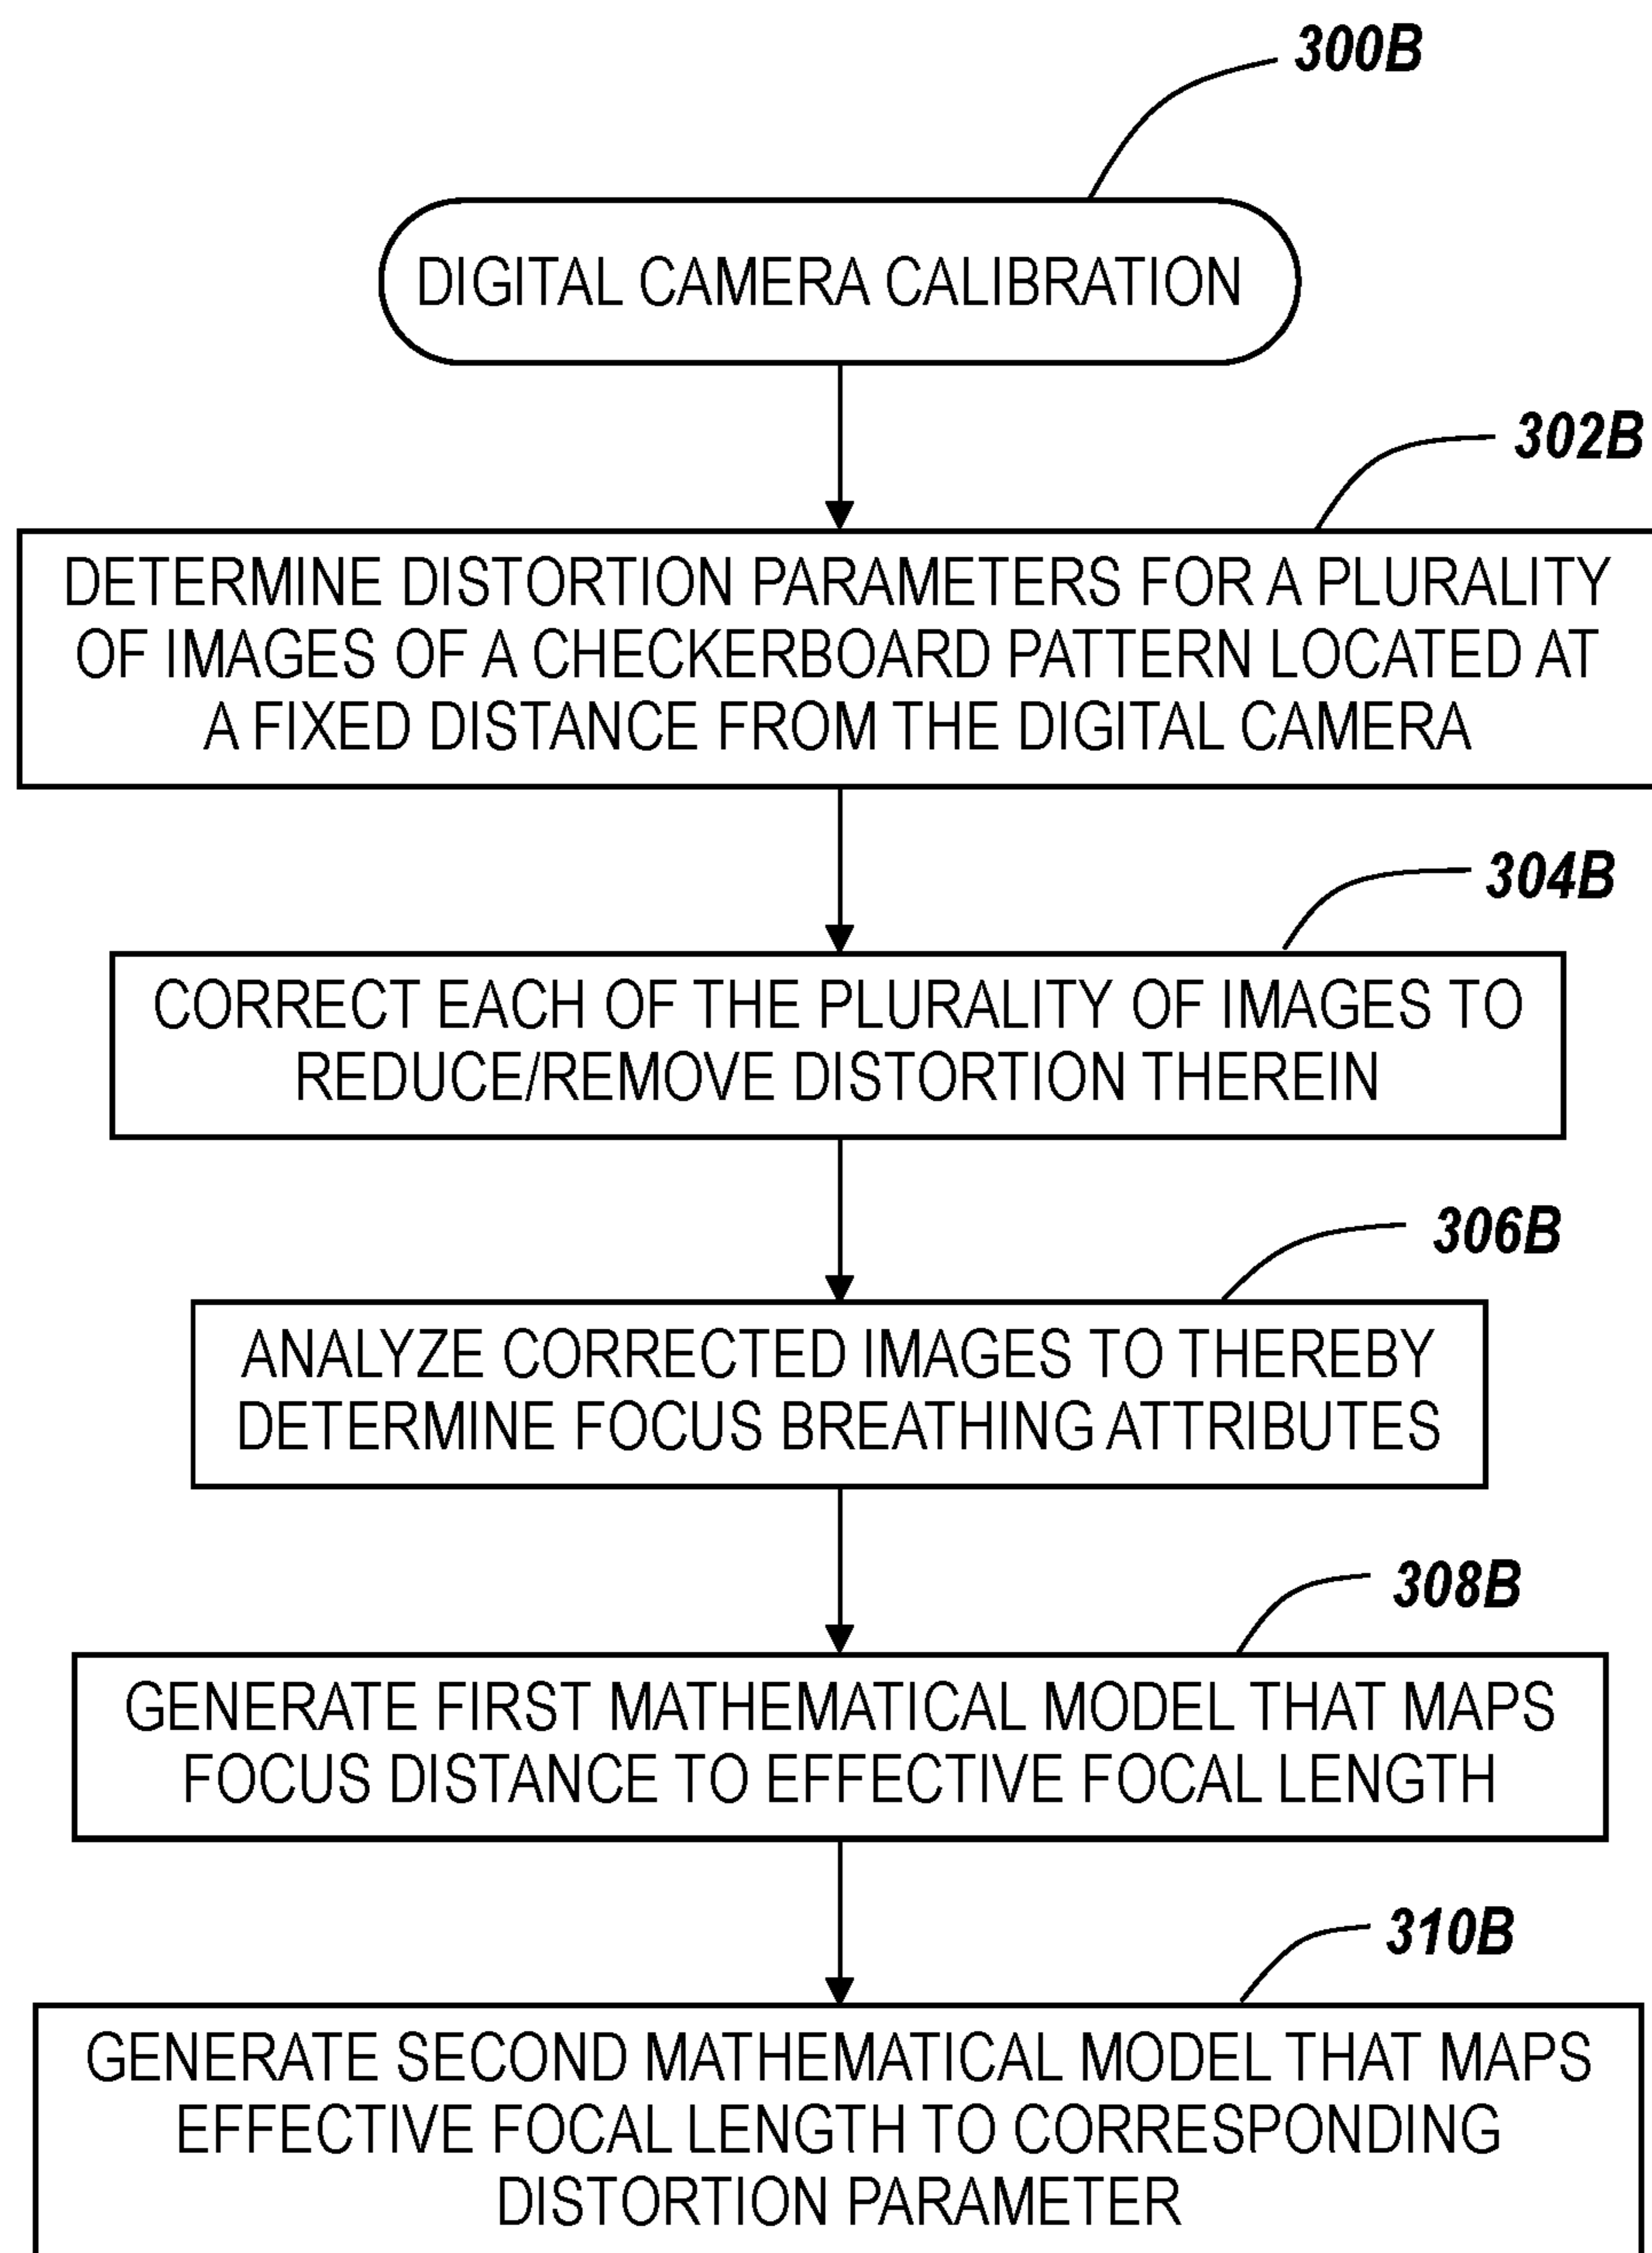 300B
DIGITAL CAMERA CALIBRATION
302B
DETERMINE DISTORTION PARAMETERS FOR A PLURALITY
OF IMAGES OF A CHECKERBOARD PATTERN LOCATED AT
A FIXED DISTANCE FROM THE DIGITAL CAMERA
304B
CORRECT EACH OF THE PLURALITY OF IMAGES TO
REDUCE/REMOVE DISTORTION THEREIN
306B
ANALYZE CORRECTED IMAGES TO THEREBY
DETERMINE FOCUS BREATHING ATTRIBUTES
308B
GENERATE FIRST MATHEMATICAL MODEL THAT MAPS
FOCUS DISTANCE TO EFFECTIVE FOCAL LENGTH
310B
GENERATE SECOND MATHEMATICAL MODEL THAT MAPS
EFFECTIVE FOCAL LENGTH TO CORRESPONDING
DISTORTION PARAMETER